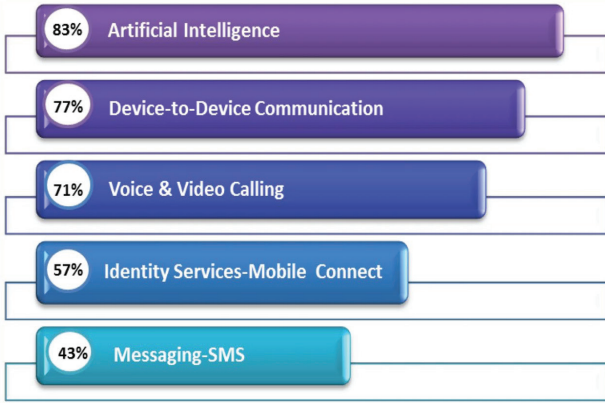 83% Artificial Intelligence
77% Device-to-Device Communication
71% Voice & Video Calling
57% Identity Services-Mobile Connect
43% Messaging-SMS